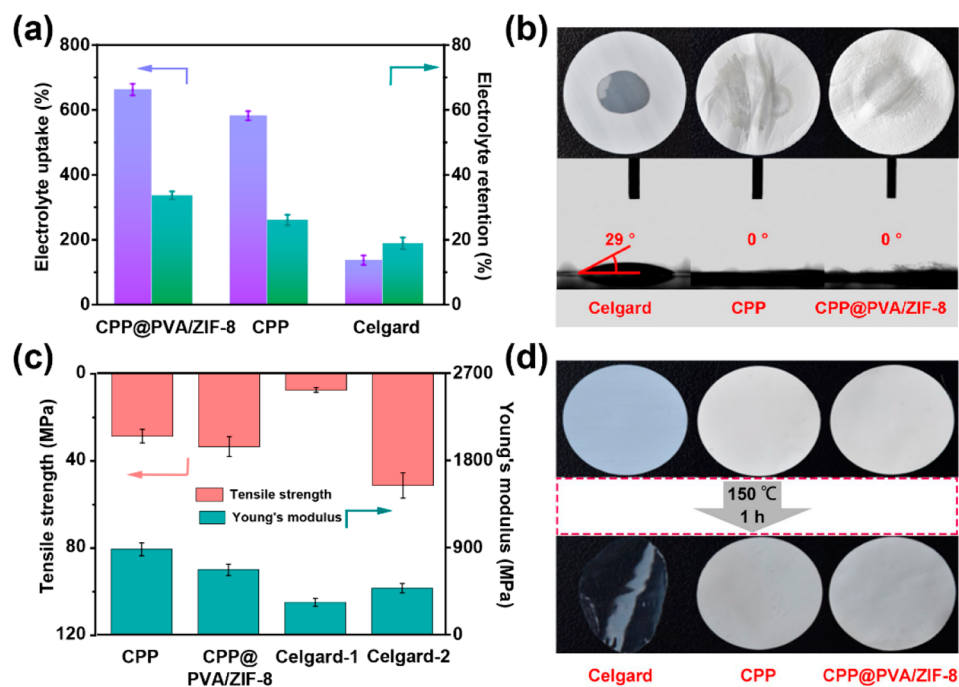 (a)
800
600
400
200
0
Electrolyte uptake (%)
80
60
40
20
0
Electrolyte retention
(%)
CPP@PVA/ZIF-8
CPP
Celgard
(b)
29 °
0 °
0 °
Celgard
CPP
CPP@PVA/ZIF-8
(c)
0
40
80
120
Tensile strength (MPa)
2700
1800
900
0
Young's modulus (MPa)
Tensile strength
Young's modulus
CPP
CPP@
PVA/ZIF-8
Celgard-1
Celgard-2
(d)
150 ℃
1 h
Celgard
CPP
CPP@PVA/ZIF-8